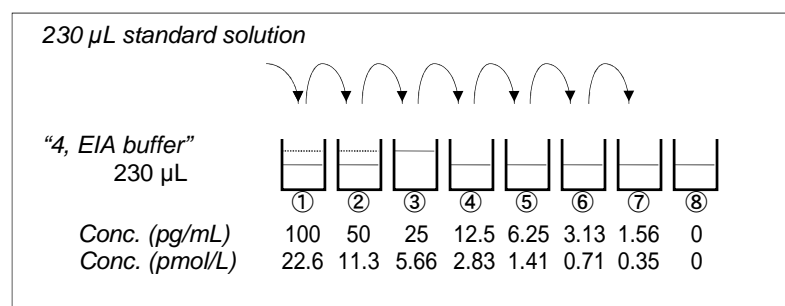 230 µL standard solution
“4, EIA buffer”
230 µL
① ② ③ ④ ⑤ ⑥ ⑦ ⑧
Conc. (pg/mL) 100 50 25 12.5 6.25 3.13 1.56 0
Conc. (pmol/L) 22.6 11.3 5.66 2.83 1.41 0.71 0.35 0